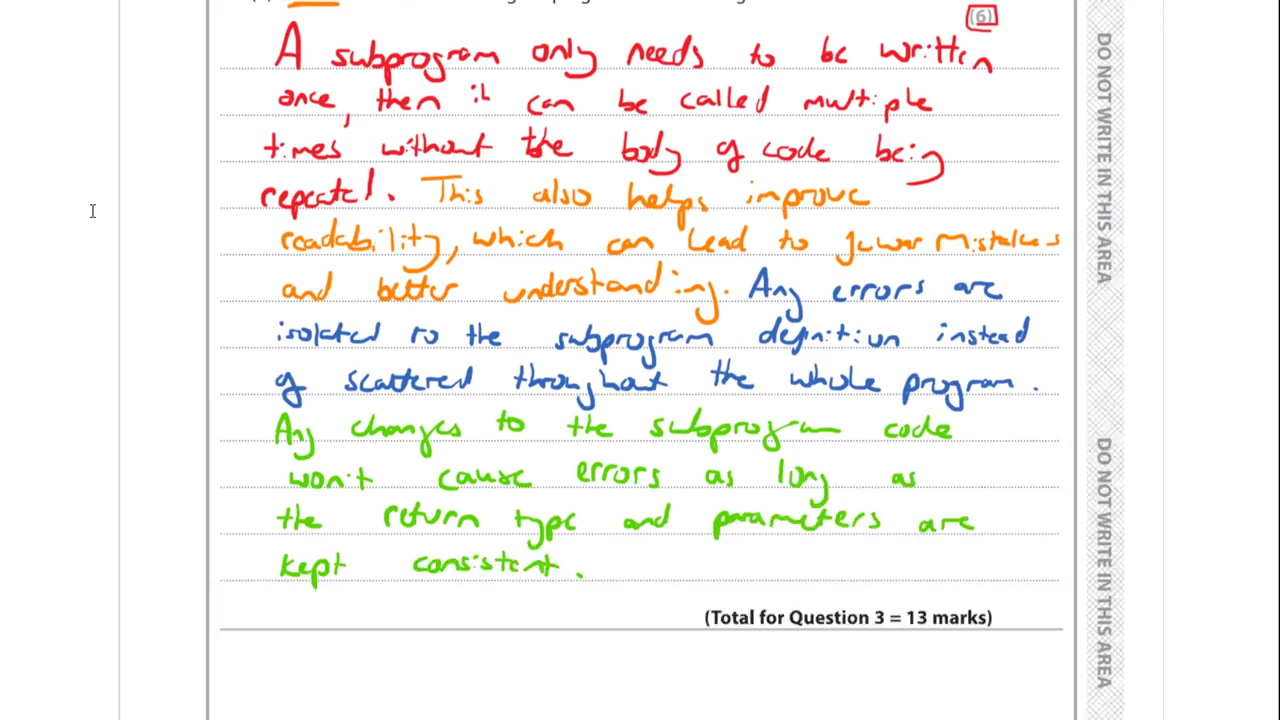 (6)
A subprogram only needs to be written
once, then it can be called multiple
times without the body of code being
repeated. This also helps improve
readability, which can lead to fewer mistakes
and better understanding. Any errors are
isolated to the subprogram definition instead
of scattered throughout the whole program.
Any changes to the subprogram code
won't cause errors as long as
the return type and parameters are
kept consistent.
(Total for Question 3 = 13 marks)
DO NOT WRITE IN THIS AREA
DO NOT WRITE IN THIS AREA